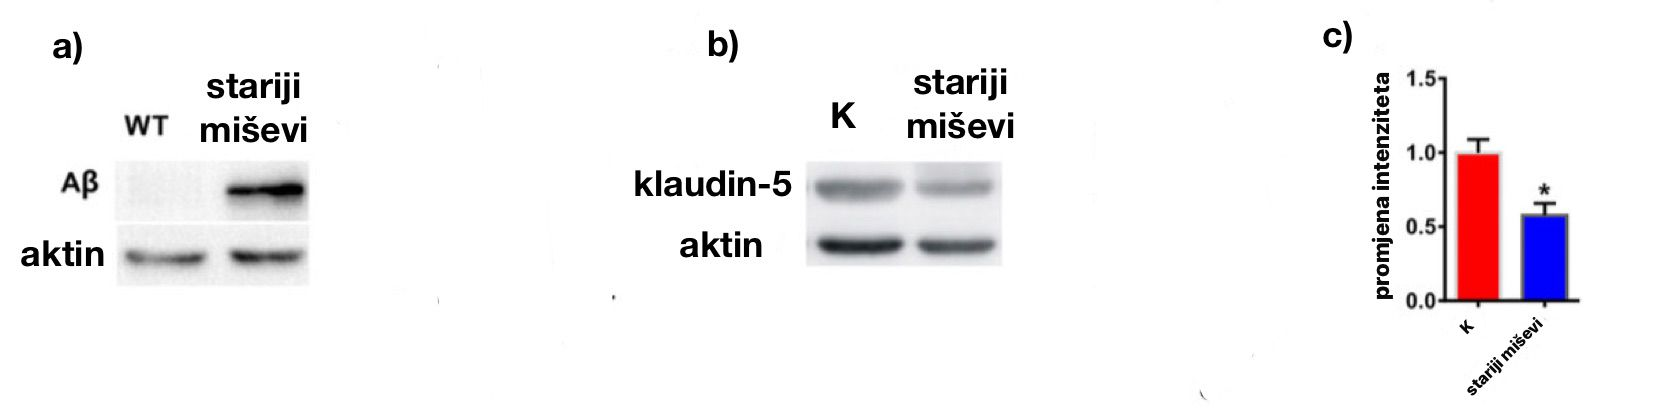 a)
WT
stariji
miševi
Aβ
aktin
b)
K
stariji
miševi
klaudin-5
aktin
c)
promjena intenziteta
1.5
1.0
0.5
0.0
*
K
stariji miševi